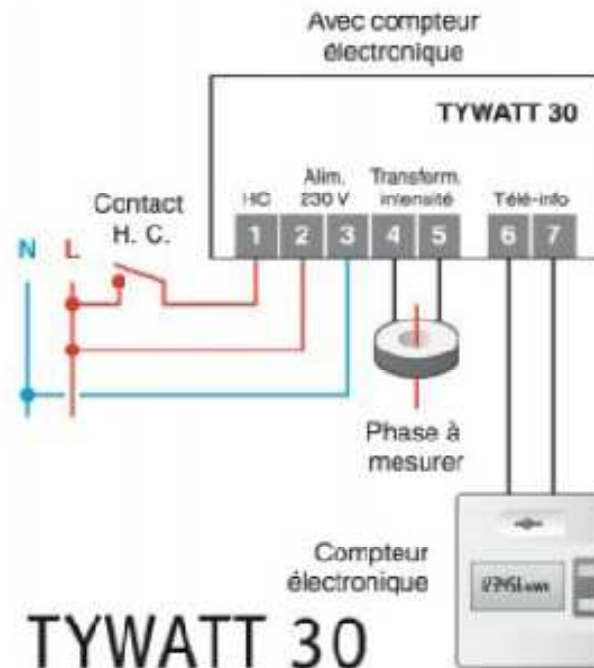 Avec compteur
électronique
TYWATT 30
Alim. Transform.
HC 230 V intensité Télé-info
1 2 3 4 5 6 7
Contact
H. C.
N L
Phase à
mesurer
Compteur
électronique
TYWATT 30